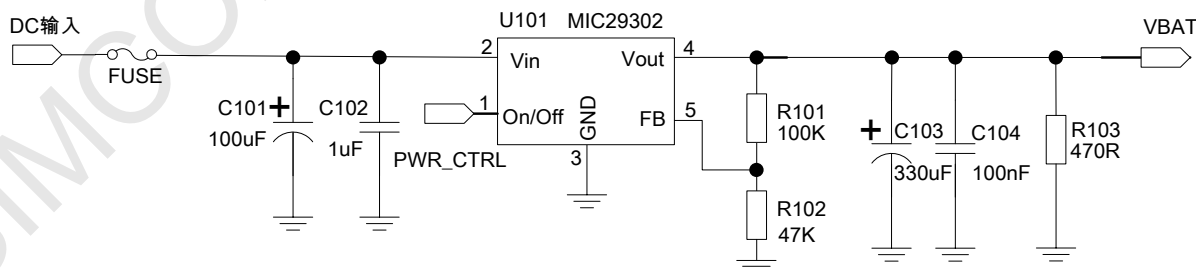 DC输入
FUSE
C101
100uF
C102
1uF
PWR_CTRL
U101 MIC29302
2
Vin
1
On/Off
GND
3
Vout
4
FB
5
R101
100K
R102
47K
+
C103
330uF
C104
100nF
R103
470R
VBAT
+
SIMCO